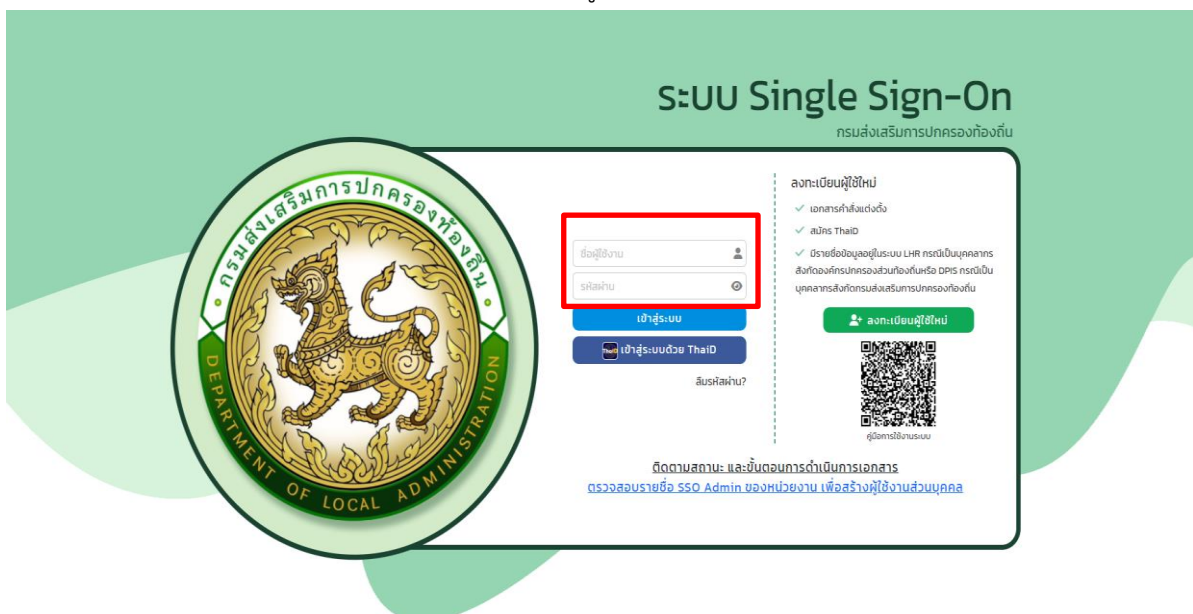 ระบบ Single Sign-On
กรมส่งเสริมการปกครองท้องถิ่น
กรมส่งเสริมการปกครองท้องถิ่น
DEPARTMENT OF LOCAL ADMINISTRATION
ชื่อผู้ใช้งาน
รหัสผ่าน
เข้าสู่ระบบ
ThaiD เข้าสู่ระบบด้วย ThaiD
ลืมรหัสผ่าน?
ลงทะเบียนผู้ใช้ใหม่
เอกสารคำสั่งแต่งตั้ง
สมัคร ThaiD
มีรายชื่อข้อมูลอยู่ในระบบ LHR กรณีเป็นบุคลากร
สังกัดองค์กรปกครองส่วนท้องถิ่นหรือ DPIS กรณีเป็น
บุคลากรสังกัดกรมส่งเสริมการปกครองท้องถิ่น
ลงทะเบียนผู้ใช้ใหม่
คู่มือการใช้งานระบบ
ติดตามสถานะ และขั้นตอนการดำเนินการเอกสาร
ตรวจสอบรายชื่อ SSO Admin ของหน่วยงาน เพื่อสร้างผู้ใช้งานส่วนบุคคล